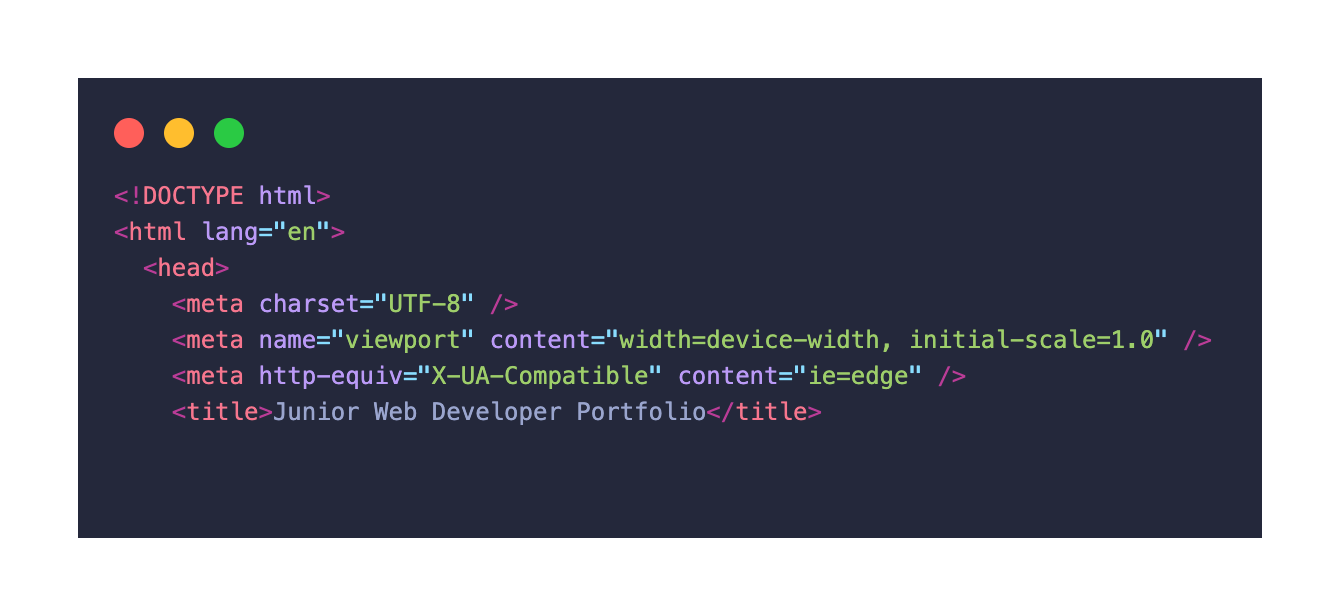 <!DOCTYPE html>
<html lang="en">
  <head>
    <meta charset="UTF-8" />
    <meta name="viewport" content="width=device-width, initial-scale=1.0" />
    <meta http-equiv="X-UA-Compatible" content="ie=edge" />
    <title>Junior Web Developer Portfolio</title>